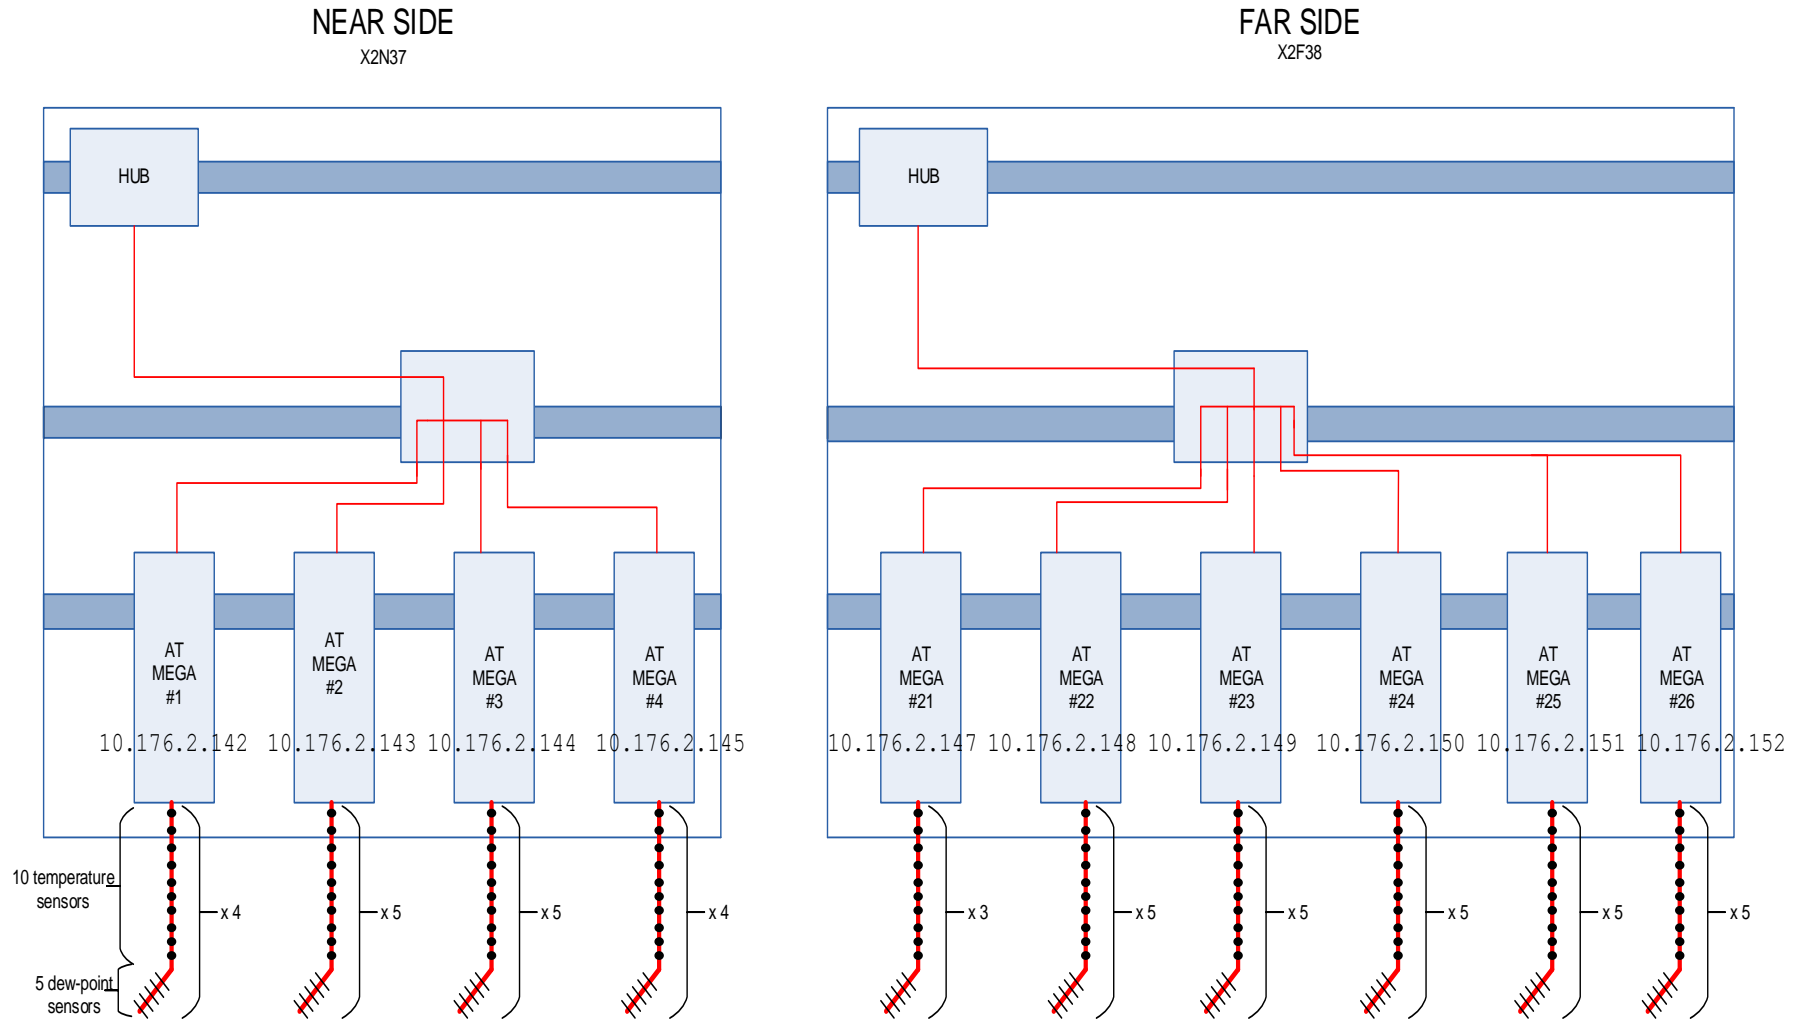 NEAR SIDE
X2N37
HUB
AT
MEGA
#1
AT
MEGA
#2
AT
MEGA
#3
AT
MEGA
#4
10.176.2.142
10.176.2.143
10.176.2.144
10.176.2.145
10 temperature
sensors
5 dew-point
sensors
x 4
x 5
x 5
x 4
FAR SIDE
X2F38
HUB
AT
MEGA
#21
AT
MEGA
#22
AT
MEGA
#23
AT
MEGA
#24
AT
MEGA
#25
AT
MEGA
#26
10.176.2.147
10.176.2.148
10.176.2.149
10.176.2.150
10.176.2.151
10.176.2.152
x 3
x 5
x 5
x 5
x 5
x 5